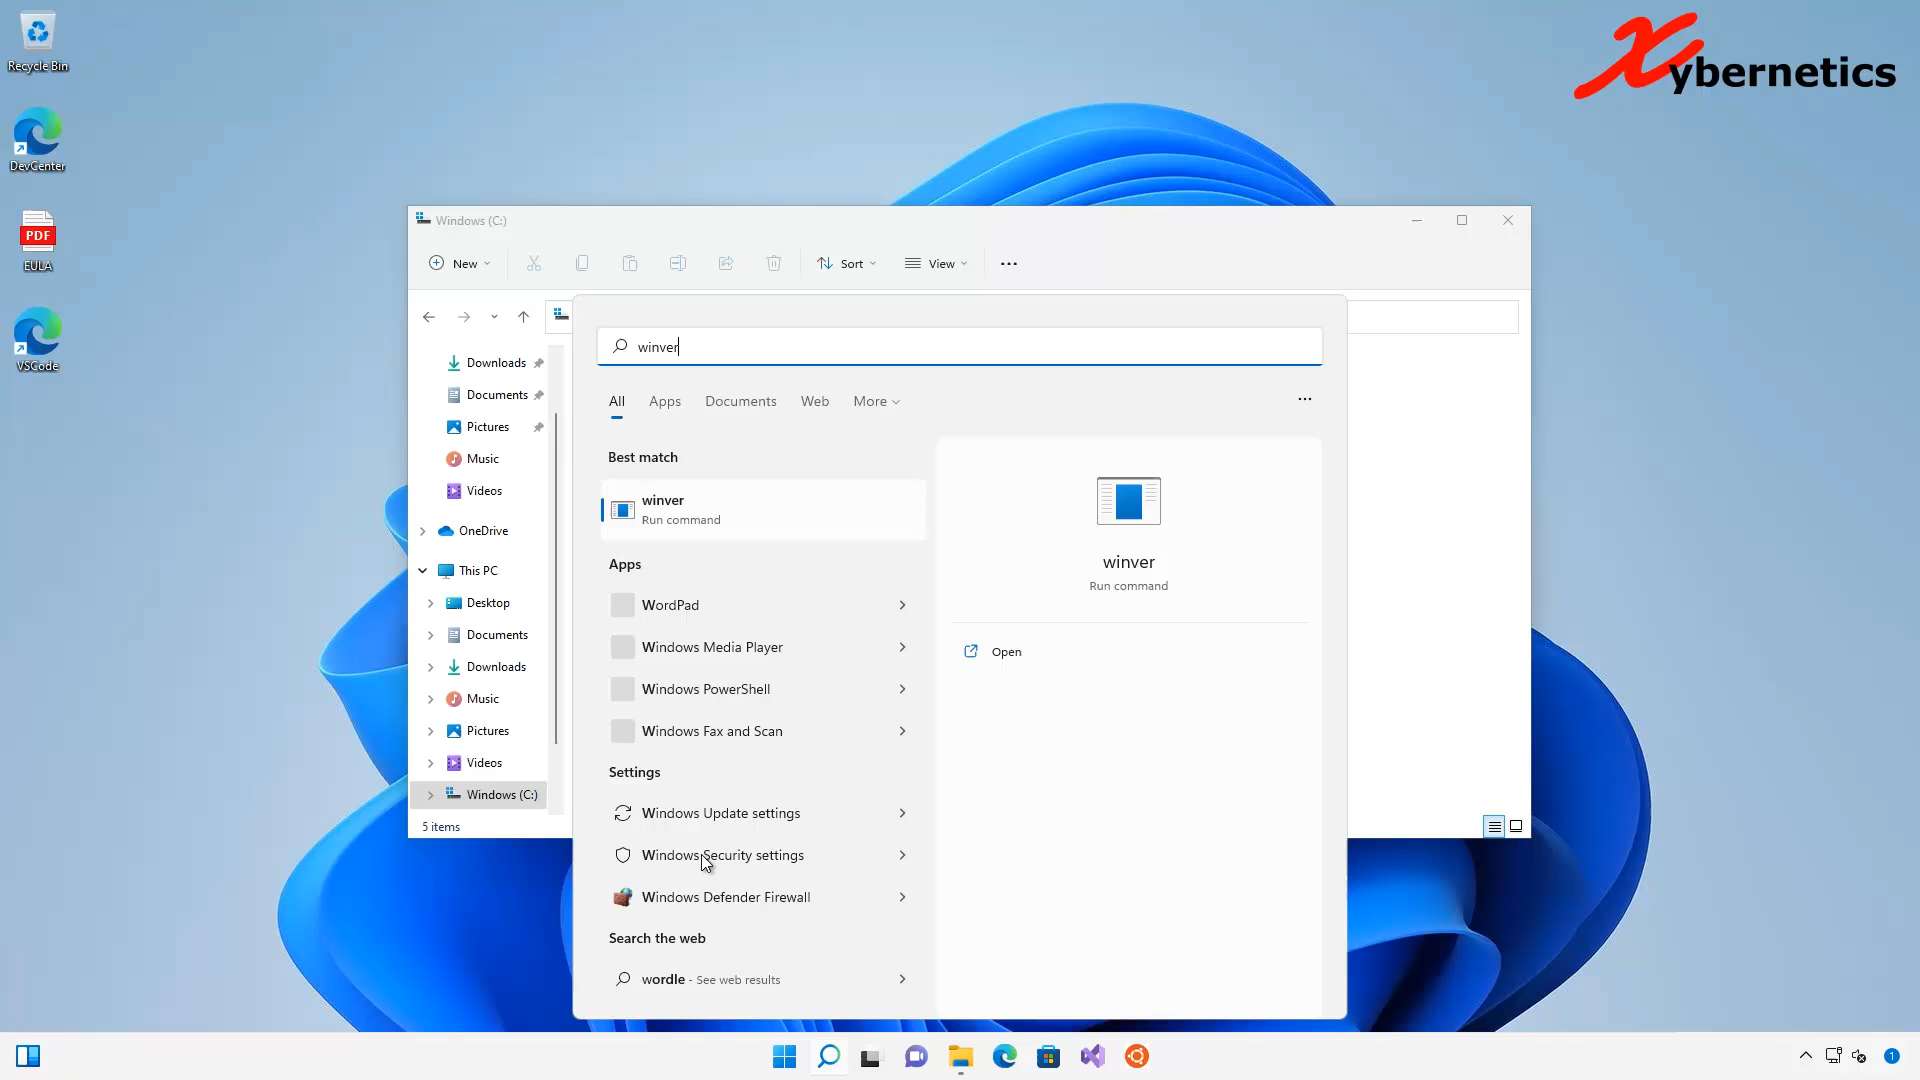 Recycle Bin
DevCenter
PDF
EULA
VSCode
Xybernetics
Windows (C:)
New
Sort
View
Downloads
Documents
Pictures
Music
Videos
OneDrive
This PC
Desktop
Documents
Downloads
Music
Pictures
Videos
Windows (C:)
5 items
winver
All Apps Documents Web More
Best match
winver
Run command
Apps
WordPad
Windows Media Player
Windows PowerShell
Windows Fax and Scan
Settings
Windows Update settings
Windows Security settings
Windows Defender Firewall
Search the web
wordle - See web results
winver
Run command
Open
1